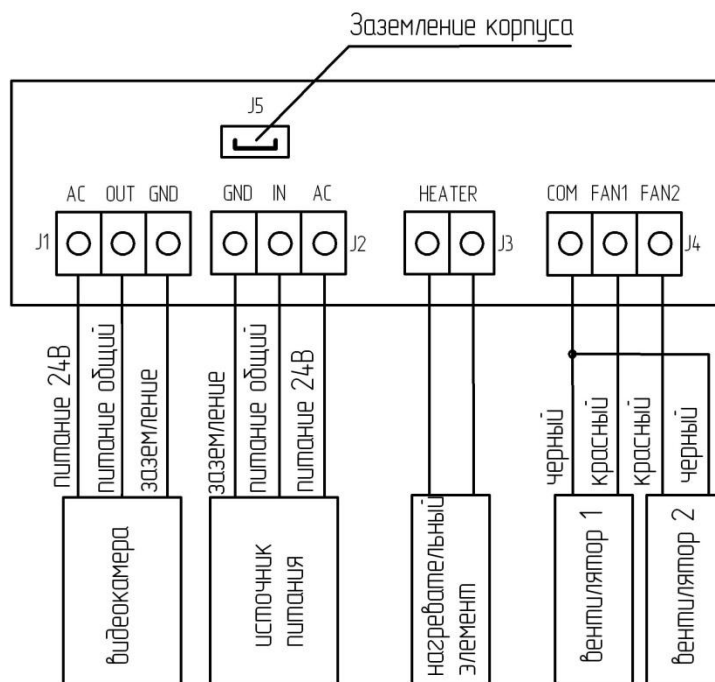 Заземление корпуса
J5
AC OUT GND
GND IN AC
HEATER
COM FAN1 FAN2
J1
J2
J3
J4
питание 24В
питание общий
заземление
заземление
питание общий
питание 24В
черный
красный
красный
черный
видеокамера
источник
питания
нагревательный
элемент
вентилятор 1
вентилятор 2